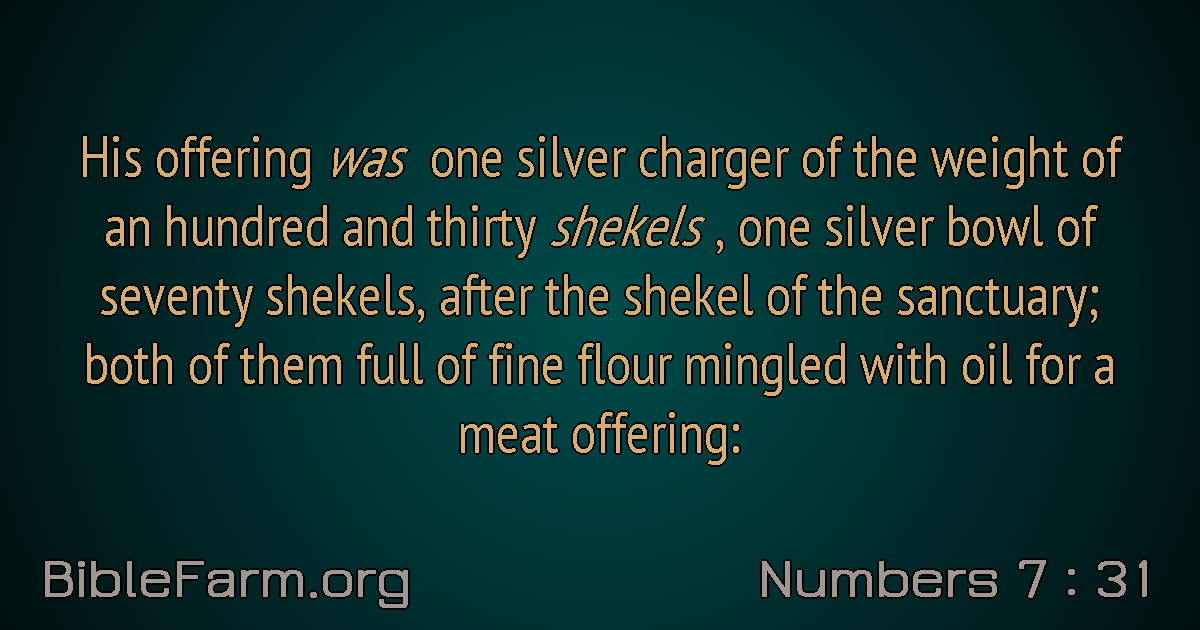 His offering was one silver charger of the weight of
an hundred and thirty shekels , one silver bowl of
seventy shekels, after the shekel of the sanctuary;
both of them full of fine flour mingled with oil for a
meat offering:
BibleFarm.org
Numbers 7 : 31